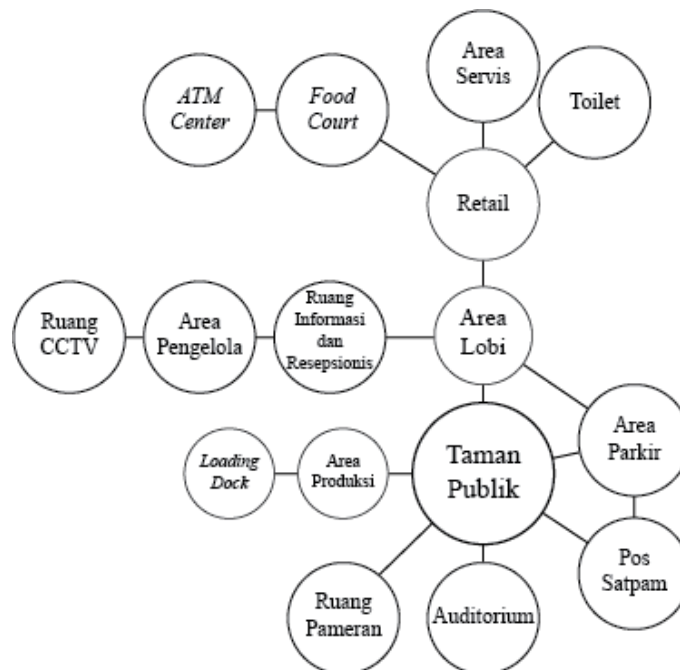 Area
Servis
ATM
Center
Food
Court
Toilet
Retail
Ruang
CCTV
Area
Pengelola
Ruang
Informasi
dan
Resepsionis
Area
Lobi
Area
Parkir
Loading
Dock
Area
Produksi
Taman
Publik
Pos
Satpam
Ruang
Pameran
Auditorium